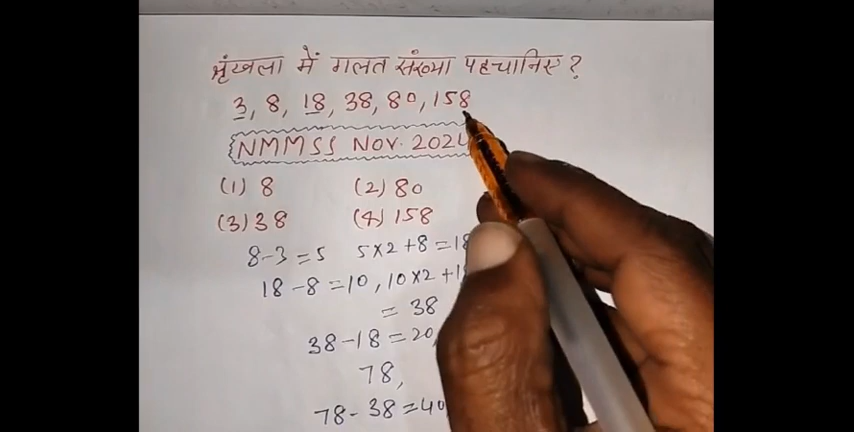 शृंखला में गलत संख्या पहचानिए?
3, 8, 18, 38, 80, 158
NMMSS NOV. 2024
(1) 8 (2) 80
(3) 38 (4) 158
8-3=5 5×2+8=18
18-8=10, 10×2+
= 38
38-18=20,
78,
78-38=40